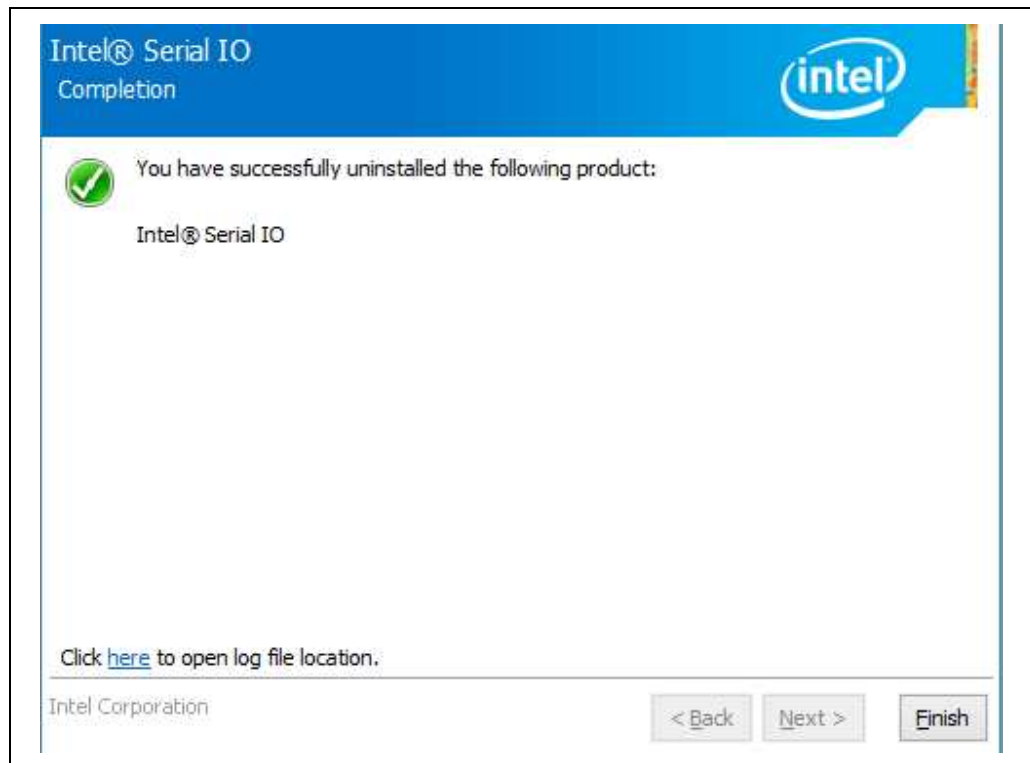 Intel® Serial IO
Completion
intel
You have successfully uninstalled the following product:
Intel® Serial IO
Click here to open log file location.
Intel Corporation
< Back Next > Finish